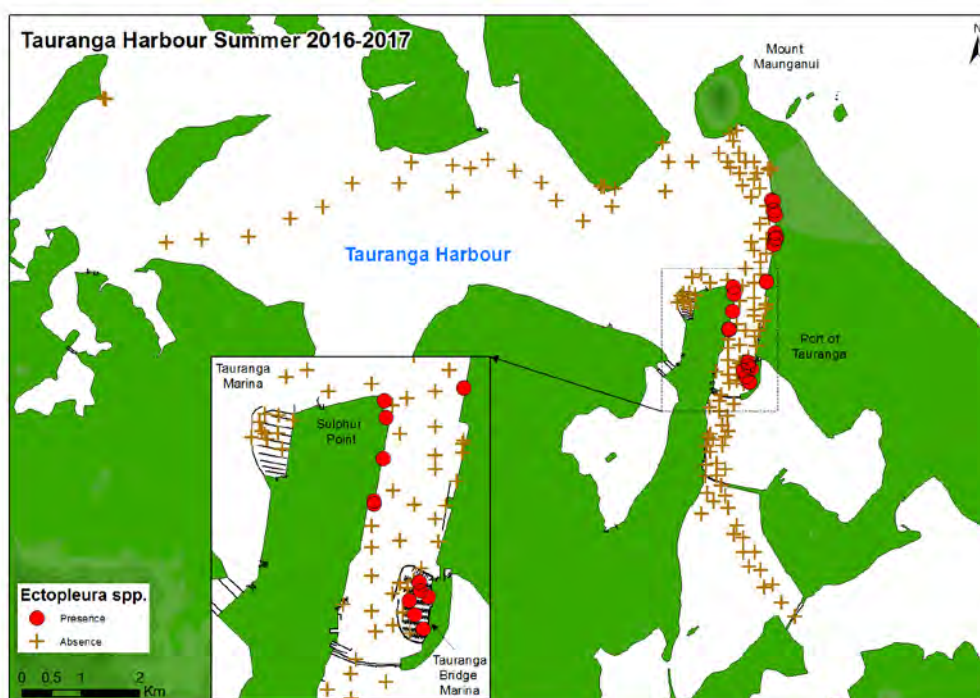 Tauranga Harbour Summer 2016-2017
N
Mount
Maunganui
Tauranga Harbour
Port of
Tauranga
Tauranga
Marina
Sulphur
Point
Tauranga
Bridge
Marina
Ectopleura spp.
Presence
Absence
0 0.5 1 2
Km